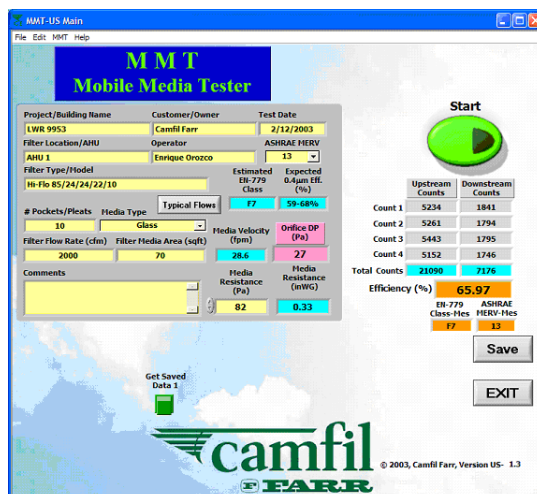 MMT-US Main
File Edit MMT Help
M M T
Mobile Media Tester
Project/Building Name Customer/Owner Test Date
LWR 9953 Camfil Farr 2/12/2003
Filter Location/AHU Operator ASHRAE MERV
AHU 1 Enrique Orozco 13
Filter Type/Model Estimated EN-779 Class Expected 0.4µm Eff. (%)
Hi-Flo 85/24/24/22/10 F7 59-68%
# Pockets/Pleats Media Type Typical Flows
10 Glass
Filter Flow Rate (cfm) Filter Media Area (sqft) Media Velocity (fpm) Orifice DP (Pa)
2000 70 28.6 27
Comments Media Resistance (Pa) Media Resistance (inWG)
82 0.33
Start
Upstream Counts Downstream Counts
Count 1 5234 1841
Count 2 5261 1794
Count 3 5443 1795
Count 4 5152 1746
Total Counts 21090 7176
Efficiency (%) 65.97
EN-779 Class-Mes ASHRAE MERV-Mes
F7 13
Save
EXIT
Get Saved
Data 1
camfil
FARR
© 2003, Camfil Farr, Version US- 1.3